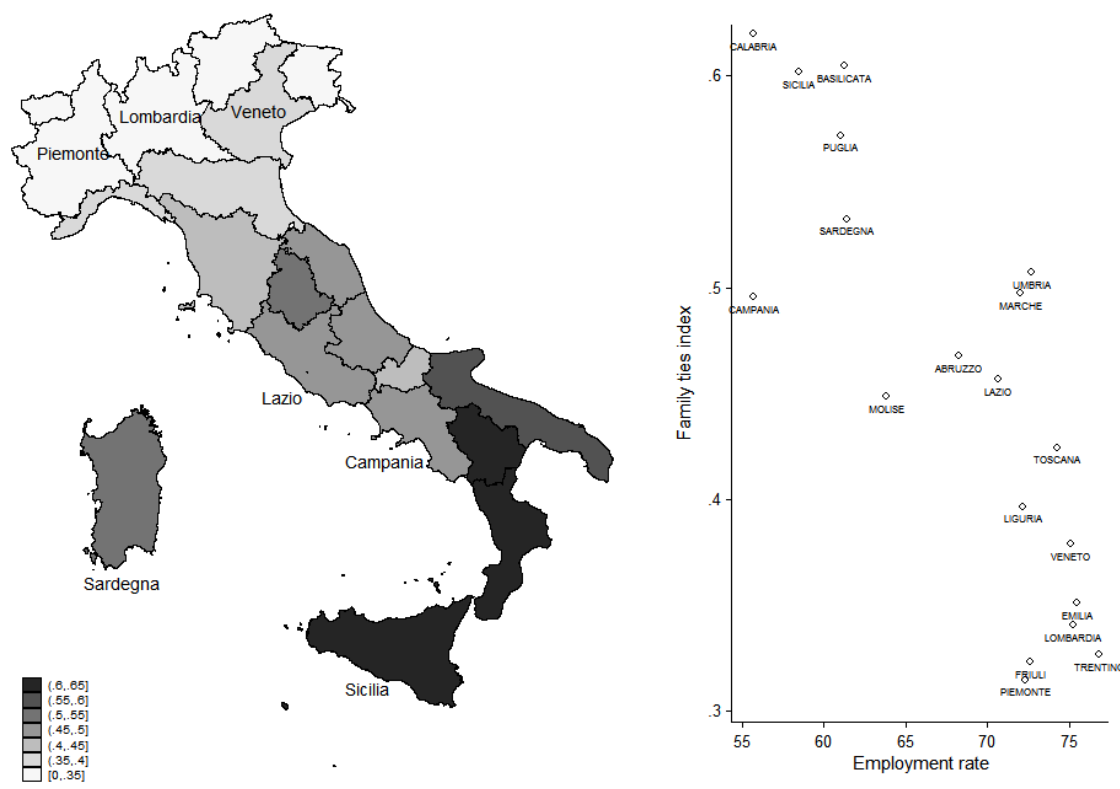 Veneto
Lombardia
Piemonte
Lazio
Campania
Sardegna
Sicilia
(.6,.65]
(.55,.6]
(.5,.55]
(.45,.5]
(.4,.45]
(.35,.4]
[0,.35]
Family ties index
.6
.5
.4
.3
CALABRIA
SICILIA
BASILICATA
PUGLIA
SARDEGNA
UMBRIA
CAMPANIA
MARCHE
ABRUZZO
LAZIO
MOLISE
TOSCANA
LIGURIA
VENETO
EMILIA
LOMBARDIA
TRENTINO
FRIULI
PIEMONTE
55 60 65 70 75
Employment rate